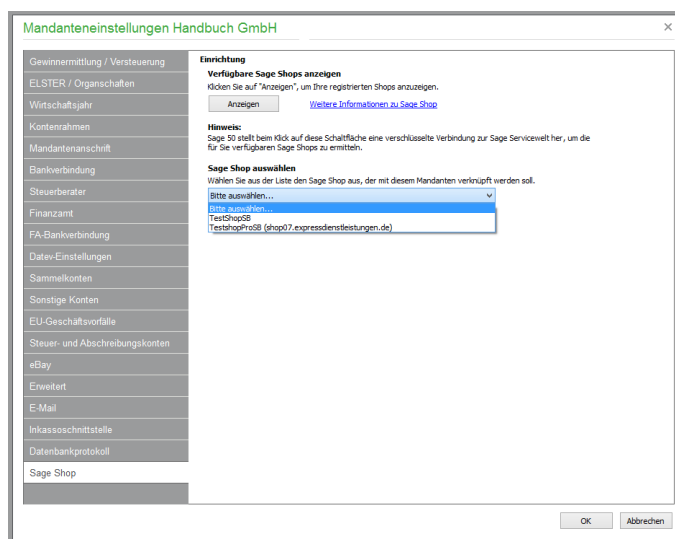 Mandanteneinstellungen Handbuch GmbH
Gewinnermittlung / Versteuerung
ELSTER / Organschaften
Wirtschaftsjahr
Kontenrahmen
Mandantenanschrift
Bankverbindung
Steuerberater
Finanzamt
FA-Bankverbindung
Datev-Einstellungen
Sammelkonten
Sonstige Konten
EU-Geschäftsvorfälle
Steuer- und Abschreibungskonten
eBay
Erweitert
E-Mail
Inkassoschnittstelle
Datenbankprotokoll
Sage Shop
Einrichtung
Verfügbare Sage Shops anzeigen
Klicken Sie auf "Anzeigen", um Ihre registrierten Shops anzuzeigen.
Anzeigen Weitere Informationen zu Sage Shop
Hinweis:
Sage 50 stellt beim Klick auf diese Schaltfläche eine verschlüsselte Verbindung zur Sage Servicewelt her, um die
für Sie verfügbaren Sage Shops zu ermitteln.
Sage Shop auswählen
Wählen Sie aus der Liste den Sage Shop aus, der mit diesem Mandanten verknüpft werden soll.
Bitte auswählen...
Bitte auswählen...
TestShopSB
TestshopProSB (shop07.expressdienstleistungen.de)
OK Abbrechen